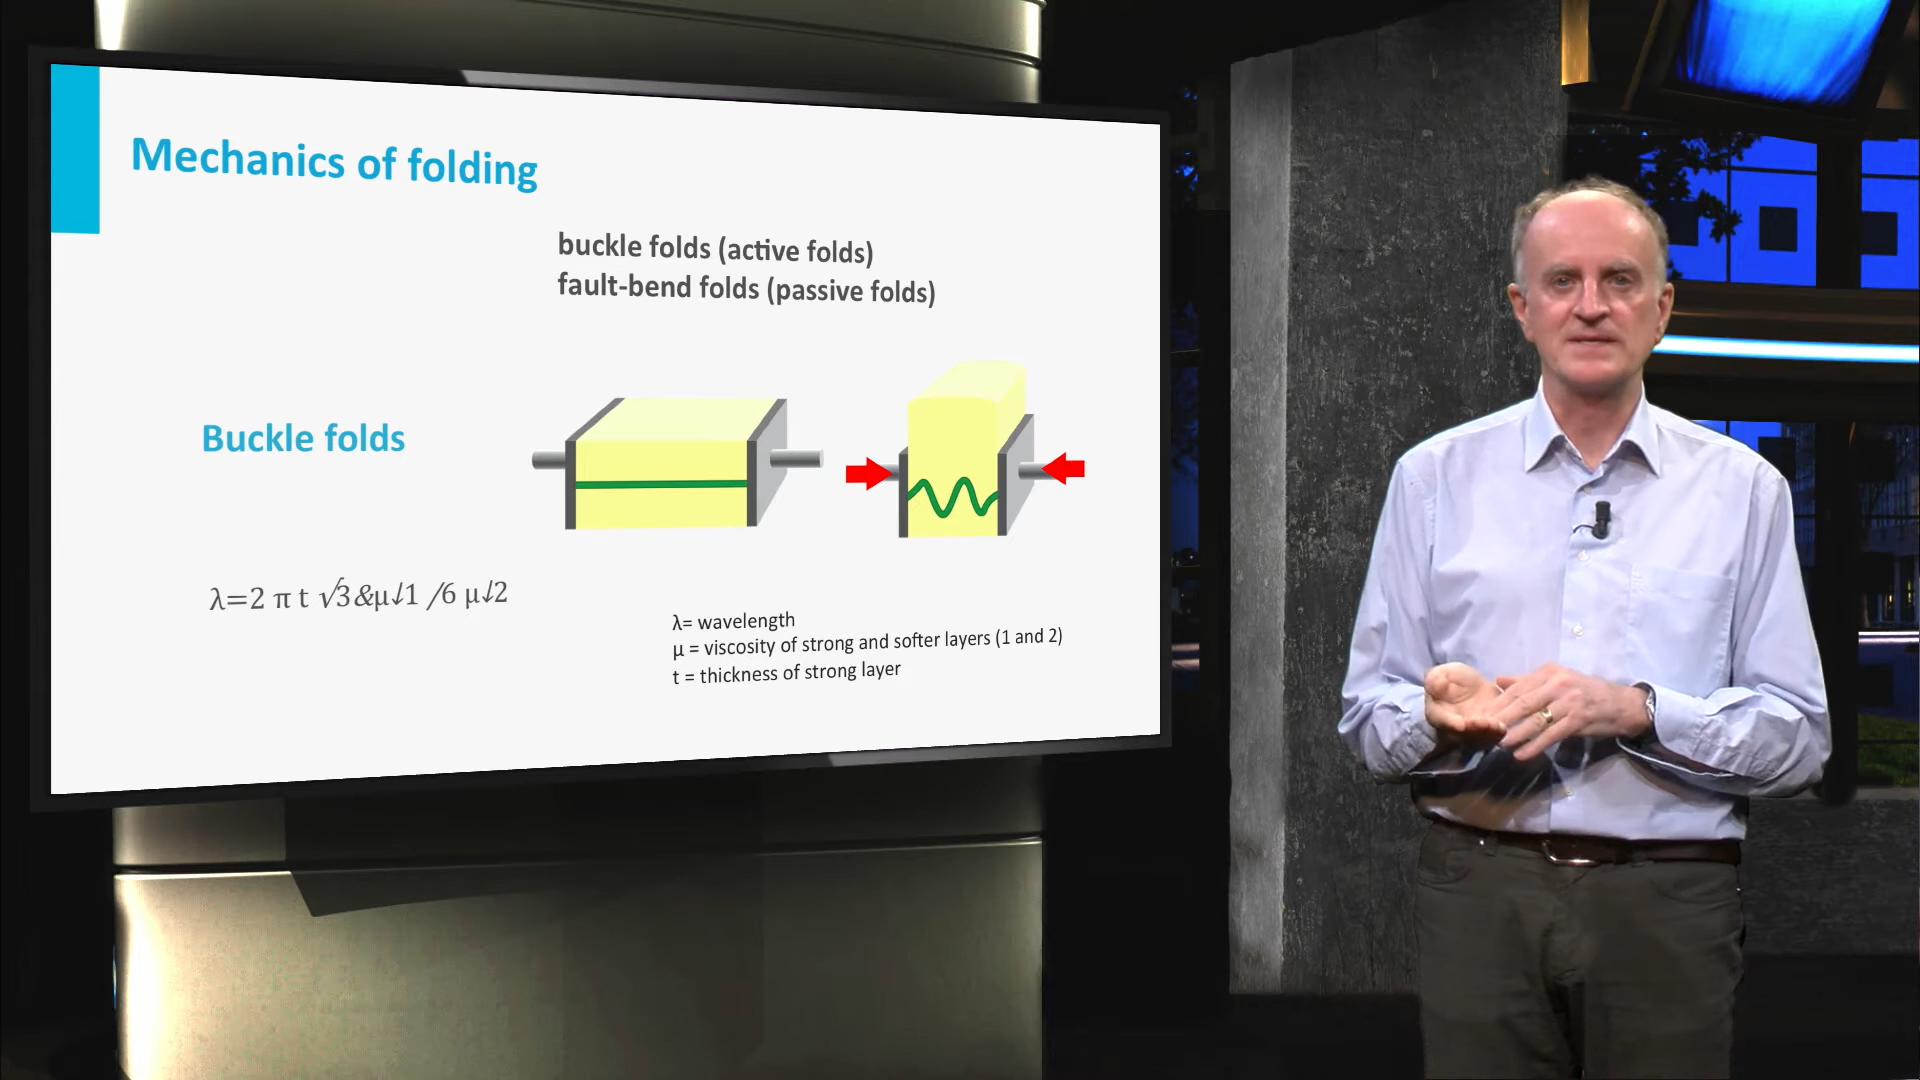 Mechanics of folding
buckle folds (active folds)
fault-bend folds (passive folds)
Buckle folds
λ=2 π t √3&μ↓1 /6 μ↓2
λ= wavelength
μ = viscosity of strong and softer layers (1 and 2)
t = thickness of strong layer